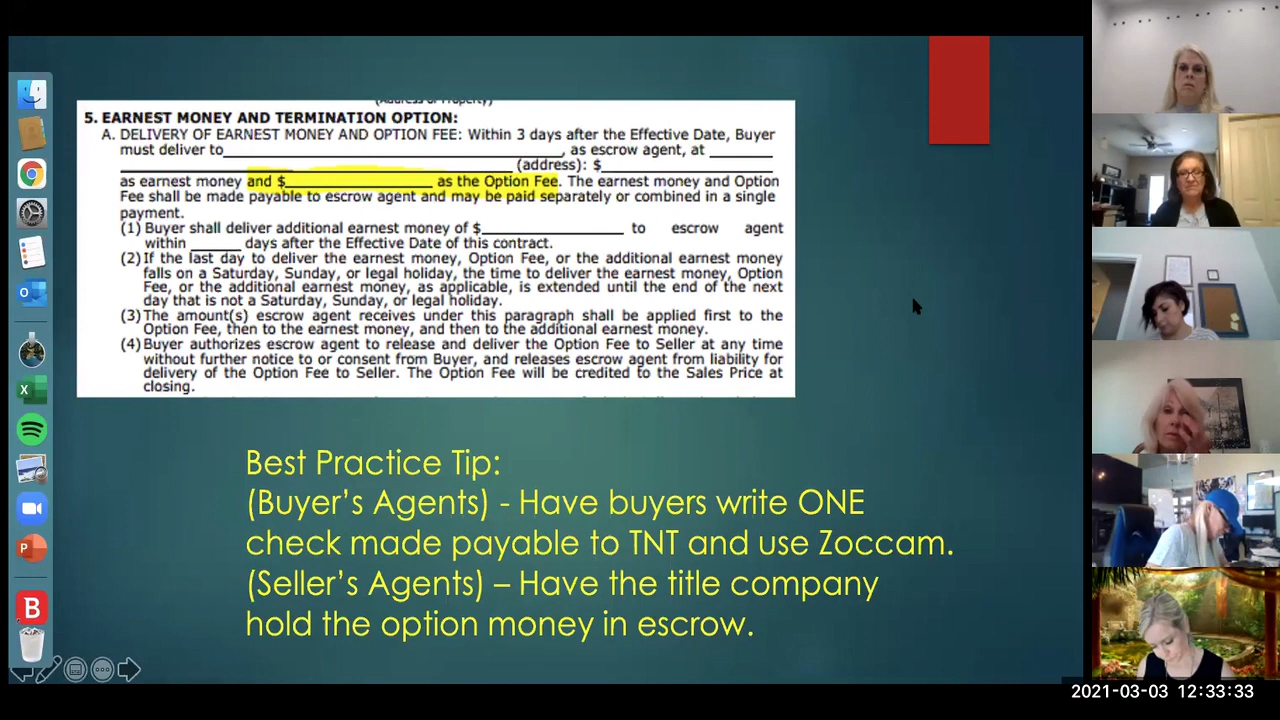 (Address of Property)
5. EARNEST MONEY AND TERMINATION OPTION:
A. DELIVERY OF EARNEST MONEY AND OPTION FEE: Within 3 days after the Effective Date, Buyer
must deliver to____________________, as escrow agent, at ______
____________________ (address): $____________________
as earnest money and $____________________ as the Option Fee. The earnest money and Option
Fee shall be made payable to escrow agent and may be paid separately or combined in a single
payment.
(1) Buyer shall deliver additional earnest money of $____________________ to escrow agent
within ______ days after the Effective Date of this contract.
(2) If the last day to deliver the earnest money, Option Fee, or the additional earnest money
falls on a Saturday, Sunday, or legal holiday, the time to deliver the earnest money, Option
Fee, or the additional earnest money, as applicable, is extended until the end of the next
day that is not a Saturday, Sunday, or legal holiday.
(3) The amount(s) escrow agent receives under this paragraph shall be applied first to the
Option Fee, then to the earnest money, and then to the additional earnest money.
(4) Buyer authorizes escrow agent to release and deliver the Option Fee to Seller at any time
without further notice to or consent from Buyer, and releases escrow agent from liability for
delivery of the Option Fee to Seller. The Option Fee will be credited to the Sales Price at
closing.
Best Practice Tip:
(Buyer’s Agents) - Have buyers write ONE
check made payable to TNT and use Zoccam.
(Seller’s Agents) – Have the title company
hold the option money in escrow.
2021-03-03 12:33:33